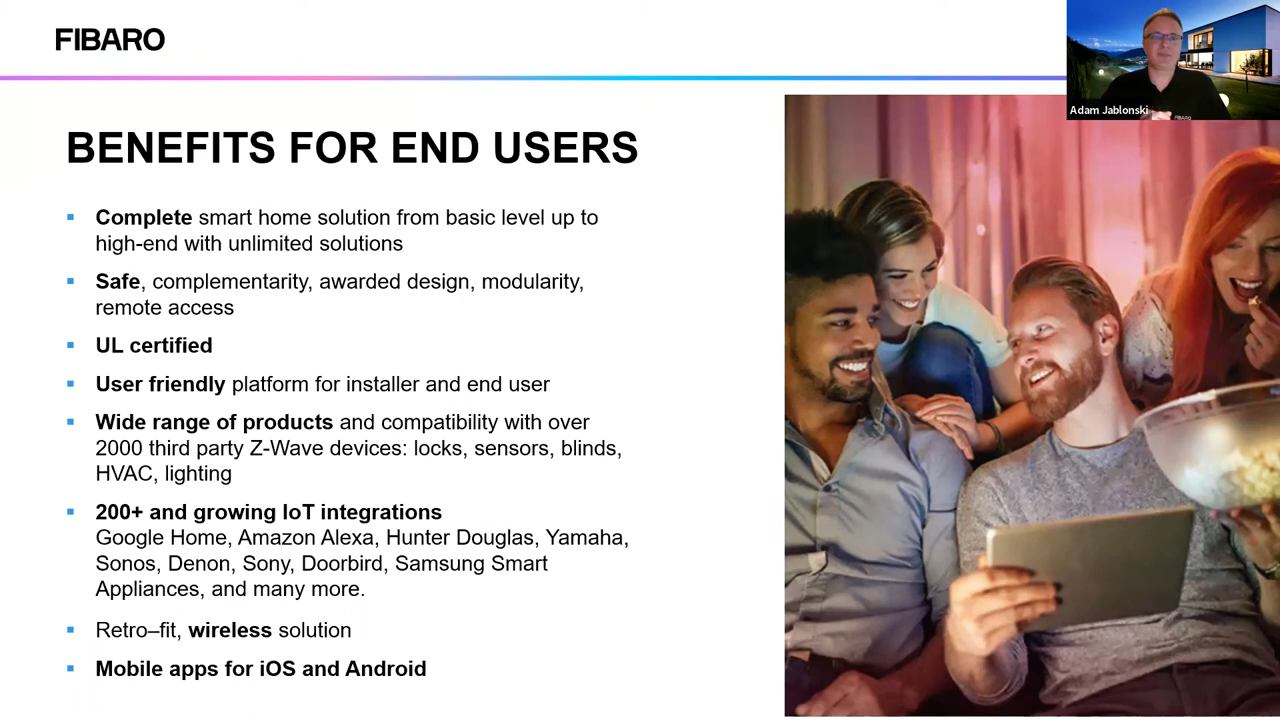 FIBARO
Adam Jablonski
FIBARO
BENEFITS FOR END USERS
▪ Complete smart home solution from basic level up to
high-end with unlimited solutions
▪ Safe, complementarity, awarded design, modularity,
remote access
▪ UL certified
▪ User friendly platform for installer and end user
▪ Wide range of products and compatibility with over
2000 third party Z-Wave devices: locks, sensors, blinds,
HVAC, lighting
▪ 200+ and growing IoT integrations
Google Home, Amazon Alexa, Hunter Douglas, Yamaha,
Sonos, Denon, Sony, Doorbird, Samsung Smart
Appliances, and many more.
▪ Retro–fit, wireless solution
▪ Mobile apps for iOS and Android